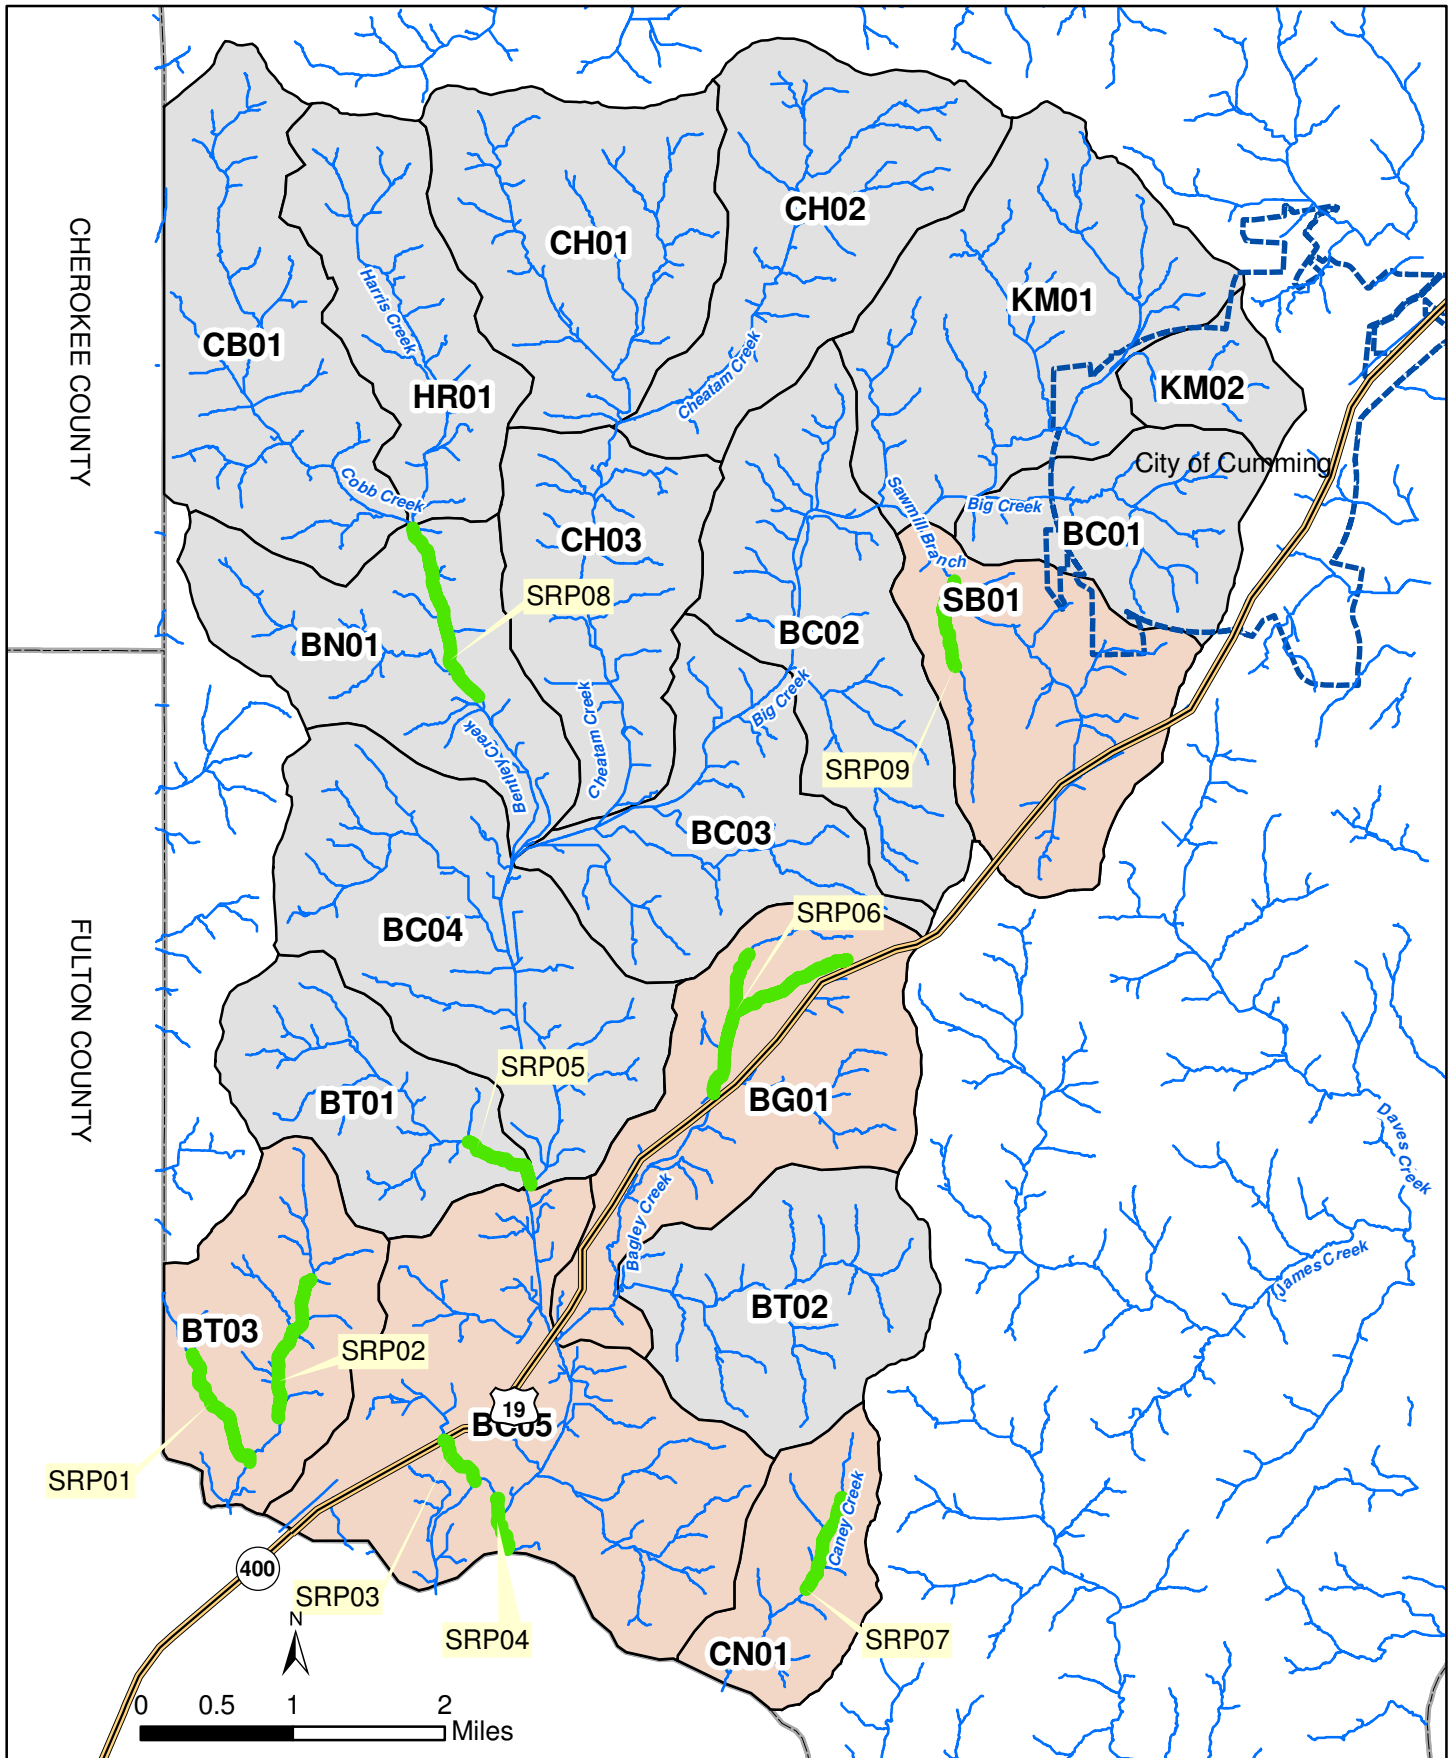 CH02
CH01
CHEROKEE COUNTY
Harris Creek
KM01
CB01
Cheatam Creek
KM02
HR01
City of Cumming
Cobb Creek
Sawmill Branch
Big Creek
BC01
CH03
SRP08
SB01
BC02
BN01
Big Creek
Cheatam Creek
Bentley Creek
SRP09
BC03
SRP06
BC04
FULTON COUNTY
SRP05
BT01
BG01
Daves Creek
Bagley Creek
James Creek
BT02
BT03
SRP02
19
BC05
SRP01
Caney Creek
400
SRP03
N
SRP04
SRP07
CN01
0 0.5 1 2
Miles